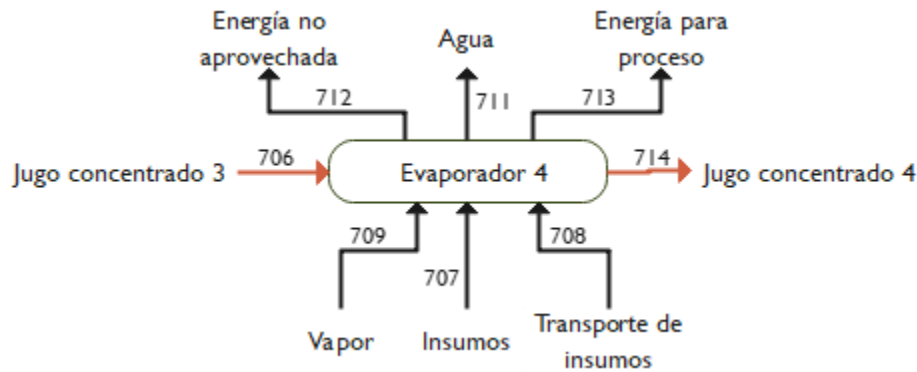 Energía no
aprovechada
Agua
Energía para
proceso
712
711
713
Jugo concentrado 3
706
Evaporador 4
714
Jugo concentrado 4
709
707
708
Vapor
Insumos
Transporte de
insumos